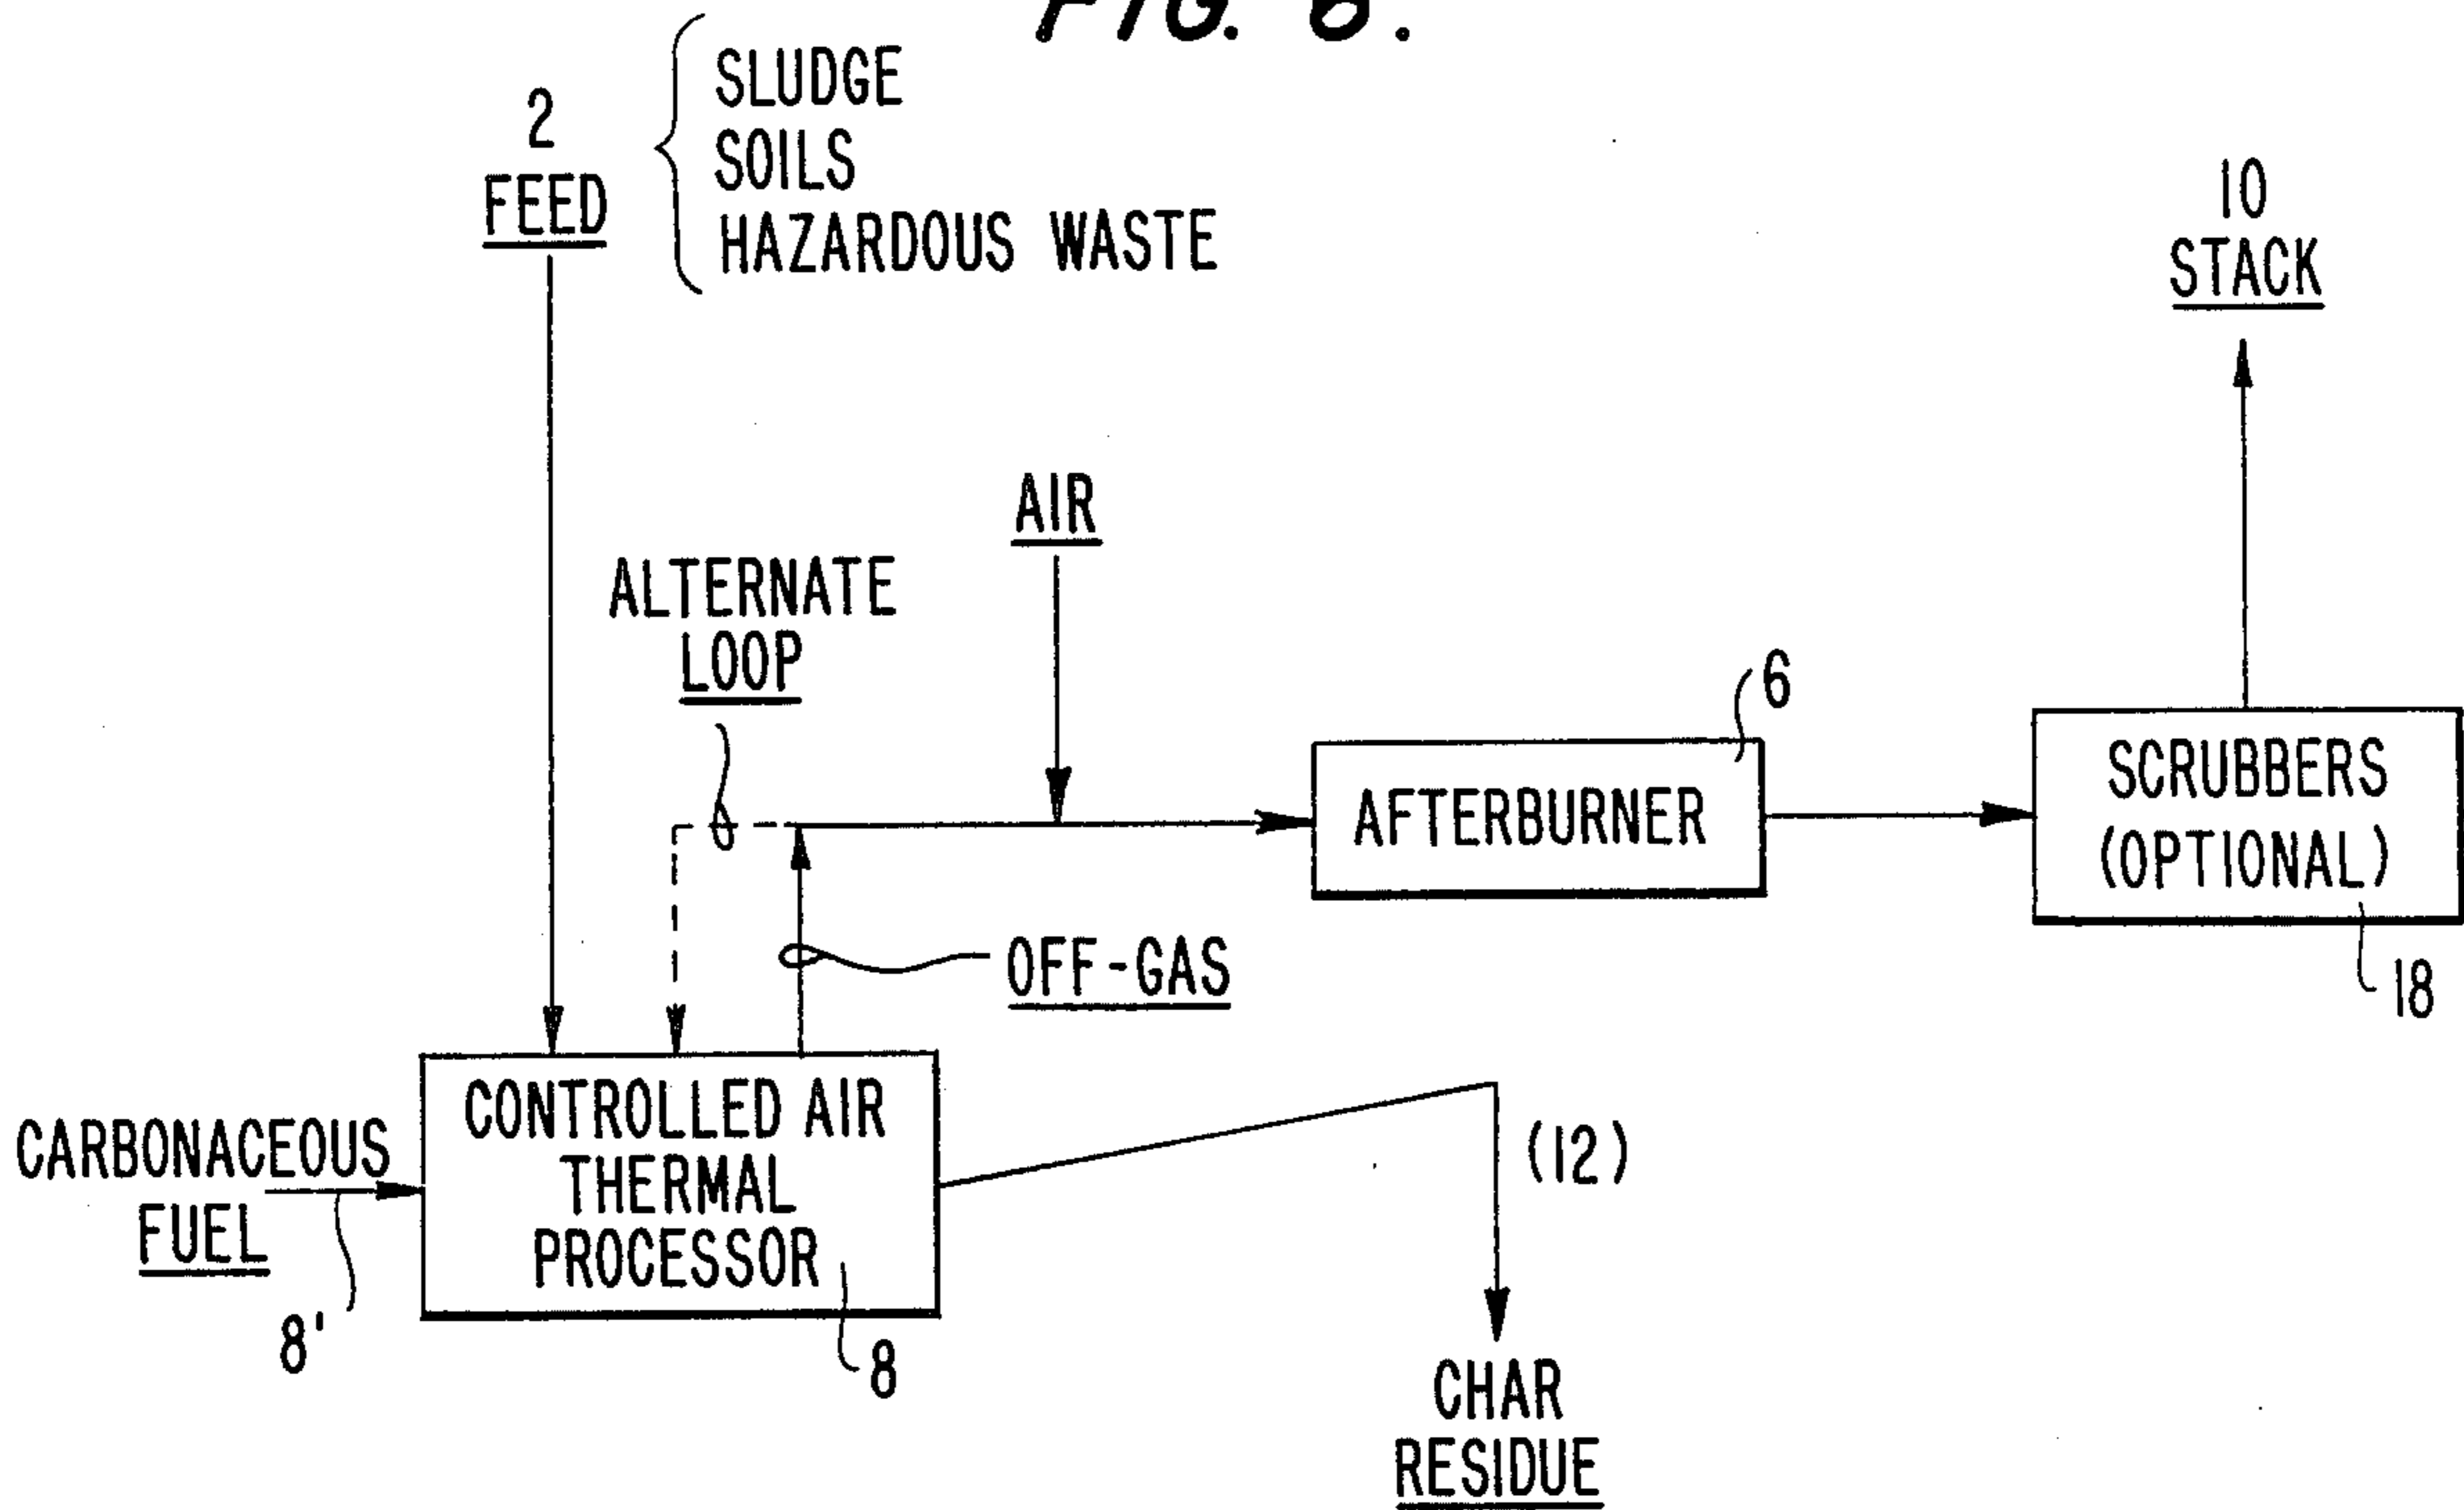 FIG.
2
FEED
SLUDGE
SOILS
HAZARDOUS WASTE
10
STACK
AIR
ALTERNATE
LOOP
6
AFTERBURNER
SCRUBBERS
(OPTIONAL)
18
OFF-GAS
CONTROLLED AIR
THERMAL
PROCESSOR
8
CARBONACEOUS
FUEL
8'
(12)
CHAR
RESIDUE